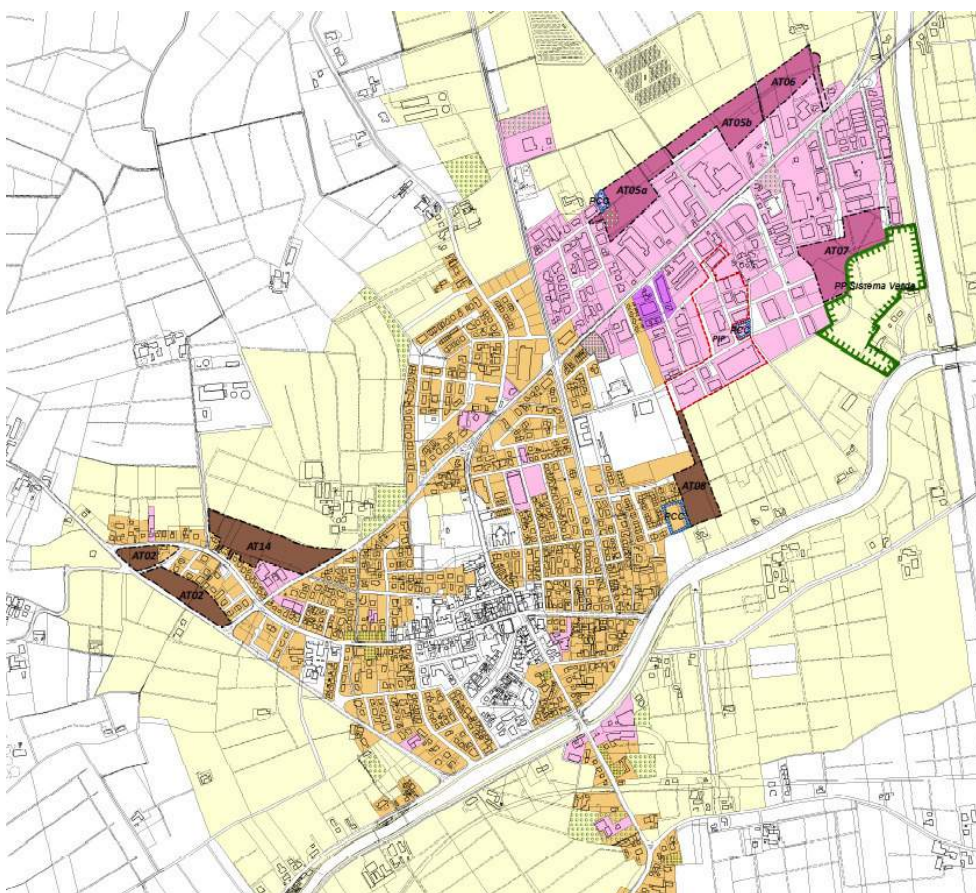 AT06
AT05b
AT05a
PCC
AT07
PP Sistema Verde
PCC
PIP
AT08
PCC
AT14
AT02
AT02